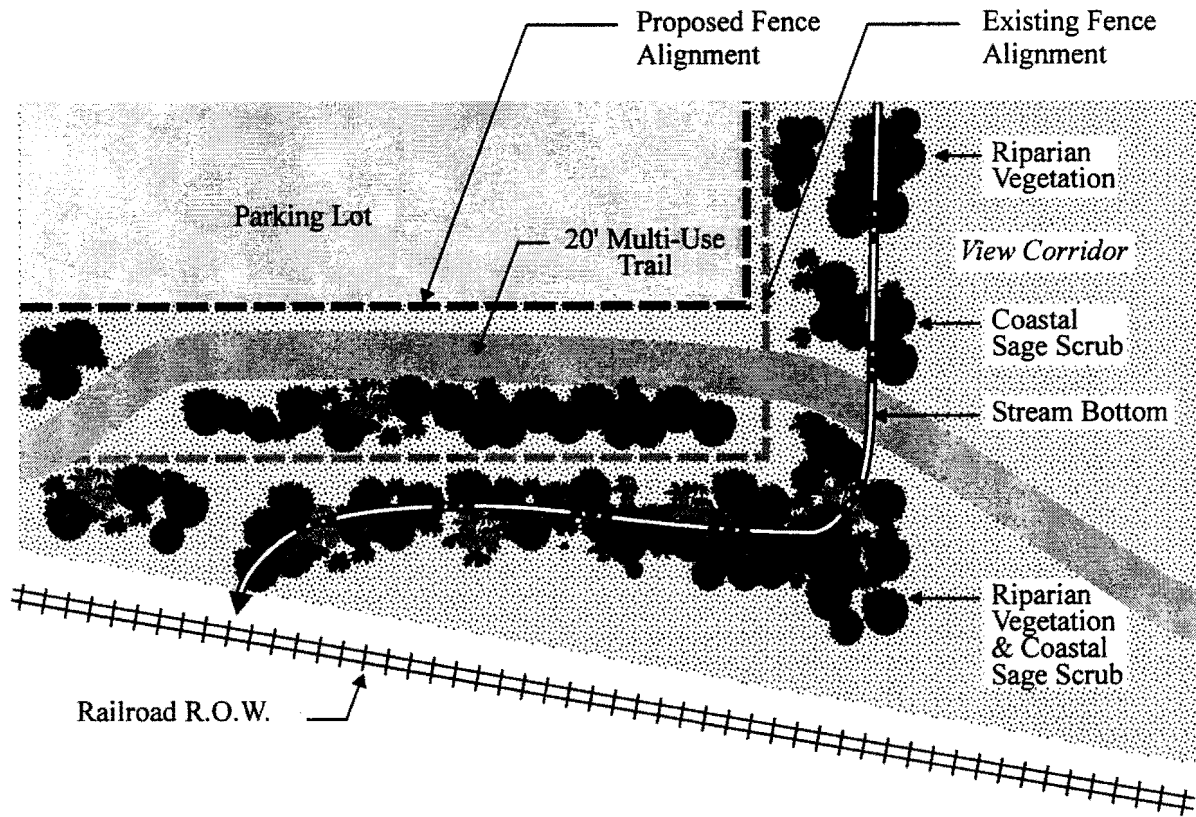 Proposed Fence
Alignment
Existing Fence
Alignment
Riparian
Vegetation
Parking Lot
20' Multi-Use
Trail
View Corridor
Coastal
Sage Scrub
Stream Bottom
Riparian
Vegetation
& Coastal
Sage Scrub
Railroad R.O.W.